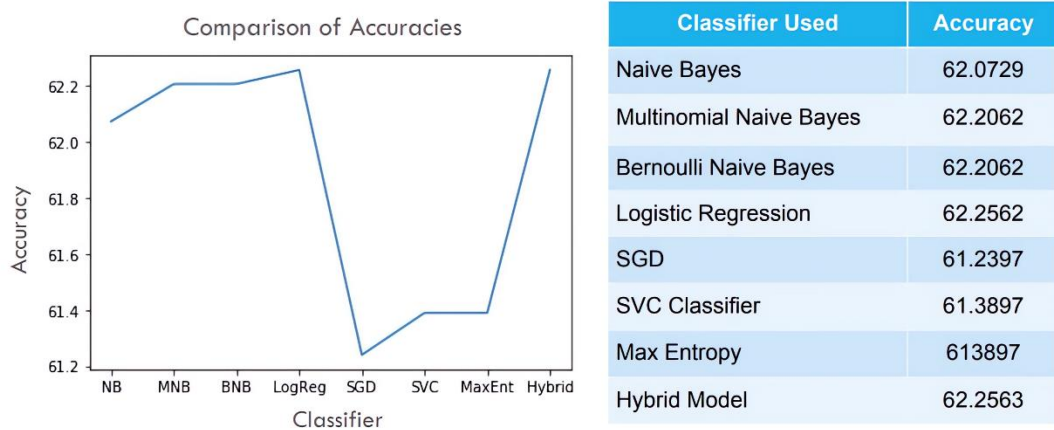 Comparison of Accuracies
Accuracy
62.2
62.0
61.8
61.6
61.4
61.2
NB MNB BNB LogReg SGD SVC MaxEnt Hybrid
Classifier
Classifier Used Accuracy
Naive Bayes 62.0729
Multinomial Naive Bayes 62.2062
Bernoulli Naive Bayes 62.2062
Logistic Regression 62.2562
SGD 61.2397
SVC Classifier 61.3897
Max Entropy 613897
Hybrid Model 62.2563